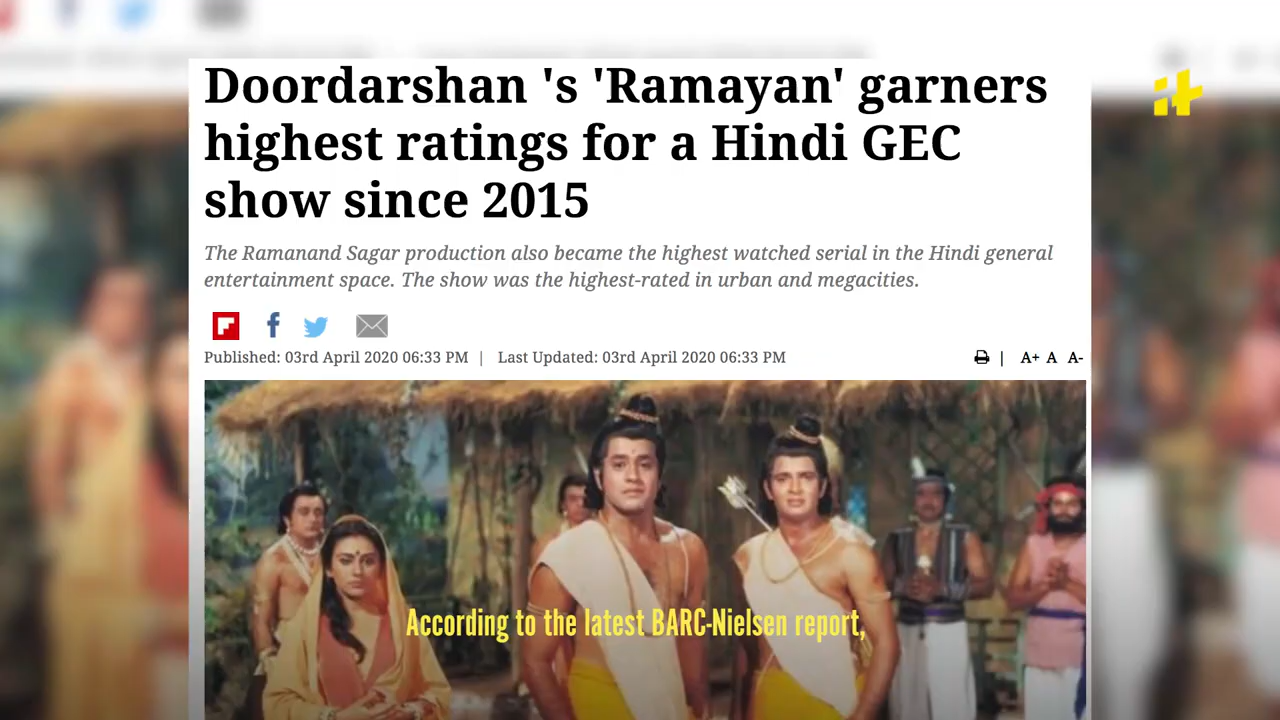 Doordarshan 's 'Ramayan' garners
highest ratings for a Hindi GEC
show since 2015
The Ramanand Sagar production also became the highest watched serial in the Hindi general
entertainment space. The show was the highest-rated in urban and megacities.
Published: 03rd April 2020 06:33 PM | Last Updated: 03rd April 2020 06:33 PM
| A+ A A-
According to the latest BARC-Nielsen report,